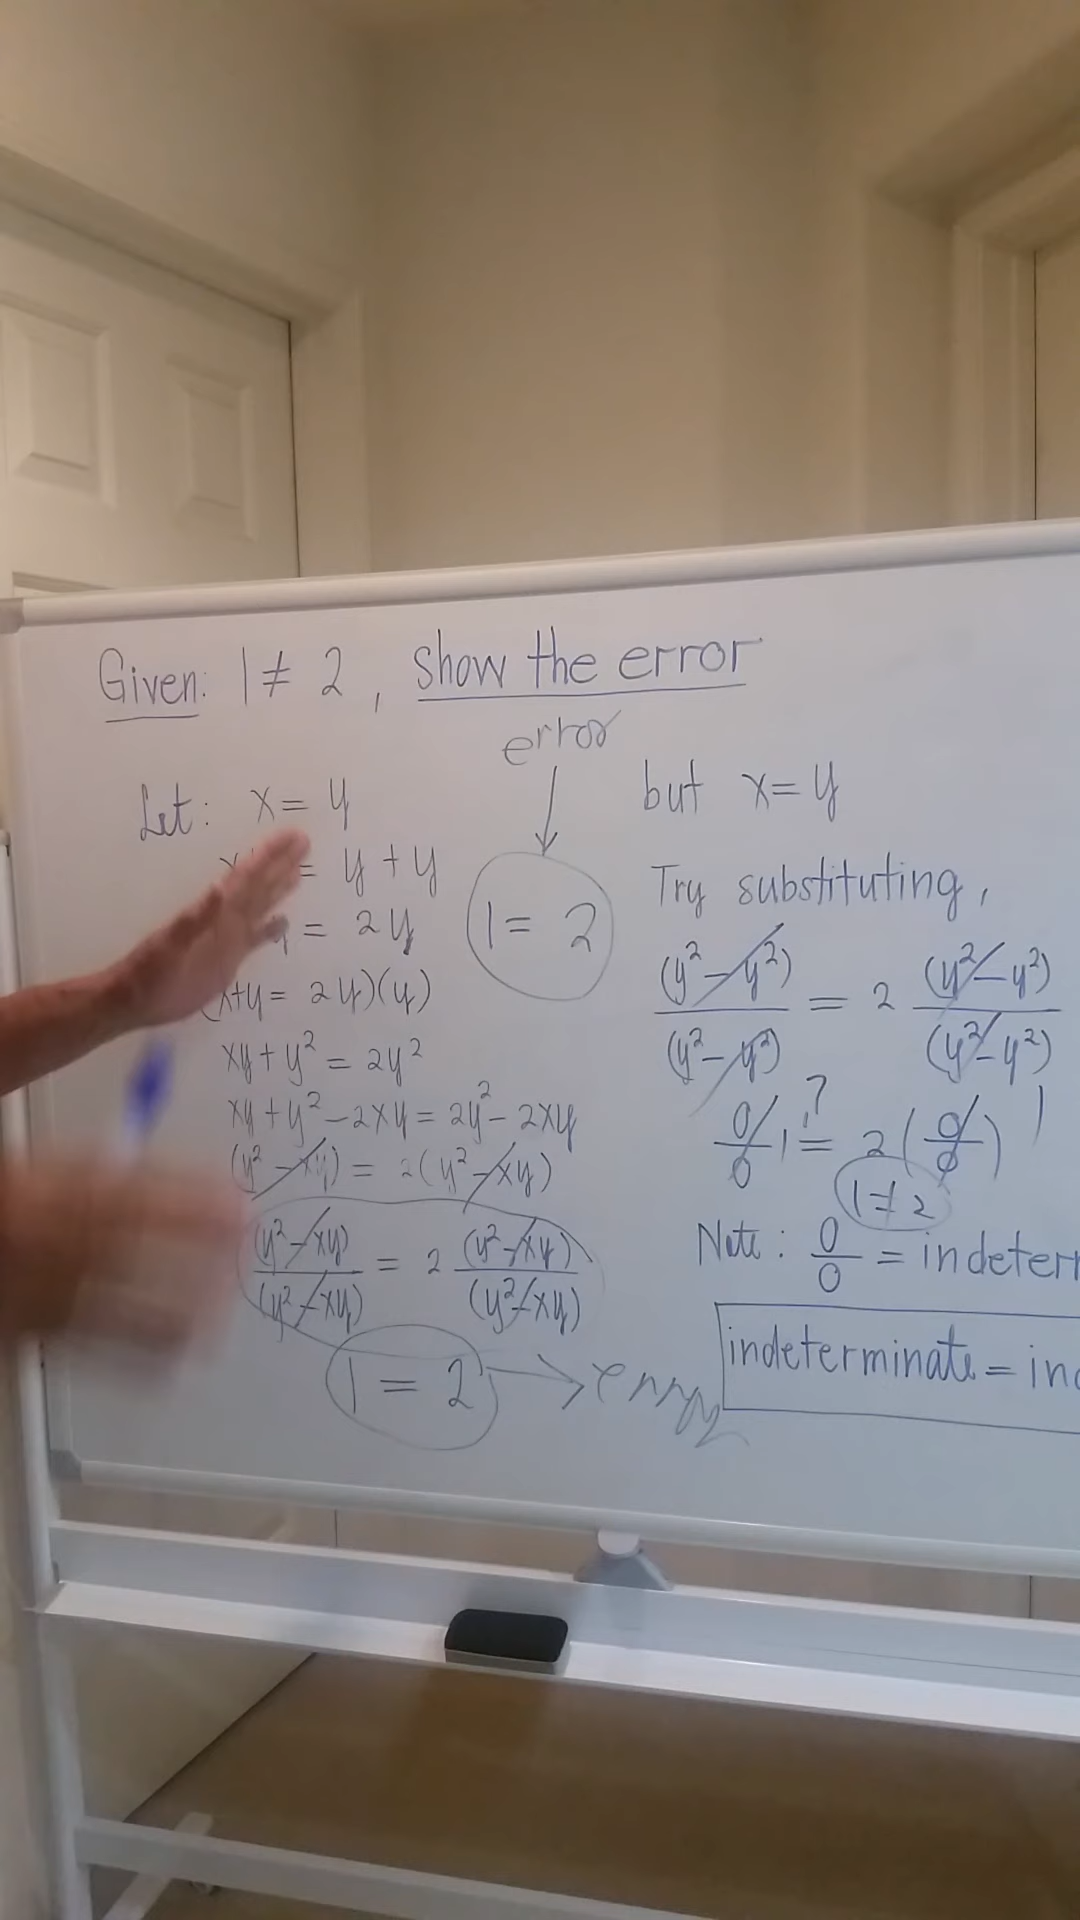 Given: 1 ≠ 2, show the error
error
Let: x = y
= y + y
= 2y
x+y = 2y)(y)
xy + y² = 2y²
xy + y² - 2xy = 2y² - 2xy
(y² - xy) = 2(y² - xy)
(y² - xy)/(y² - xy) = 2 (y² - xy)/(y² - xy)
1 = 2 → error
1 = 2
but x = y
Try substituting,
(y² - y²)/(y² - y²) = 2 (y² - y²)/(y² - y²)
0/0 1 ?= 2 (0/0) 1
1 ≠ 2
Note: 0/0 = indeter
indeterminate = in